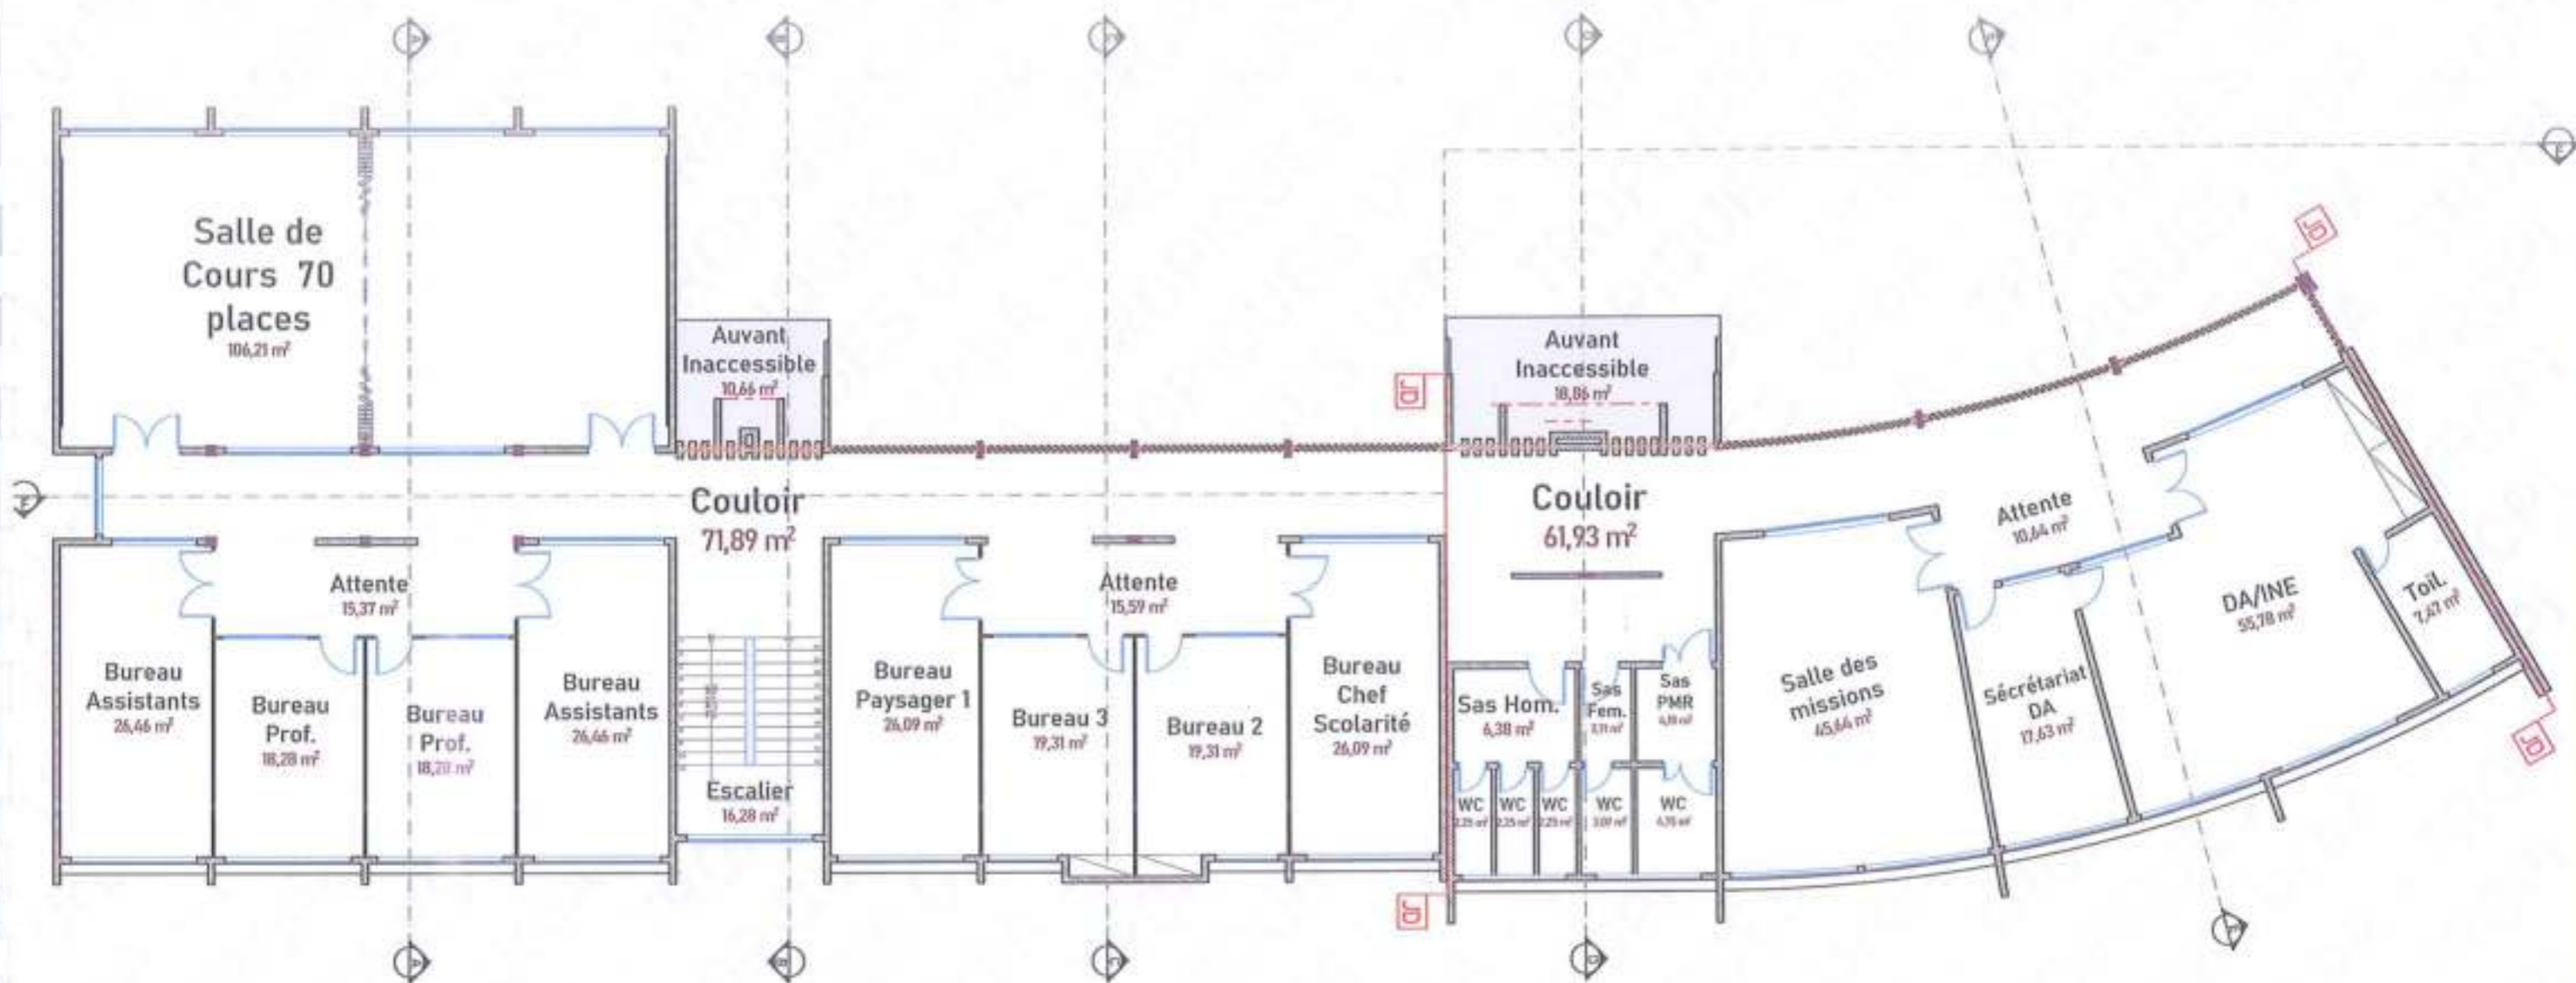 Salle de
Cours 70
places
106,21 m²
Auvant
Inaccessible
10,66 m²
Auvant
Inaccessible
18,86 m²
JD
JD
Couloir
71,89 m²
Couloir
61,93 m²
Attente
10,64 m²
Attente
15,37 m²
Attente
15,59 m²
Bureau
Assistants
26,46 m²
Bureau
Prof.
18,28 m²
Bureau
Prof.
Bureau
Assistants
26,46 m²
Escalier
16,28 m²
Bureau
Paysager 1
26,09 m²
Bureau 3
19,31 m²
Bureau 2
19,31 m²
Bureau
Chef
Scolarité
26,09 m²
Sas Hom.
6,38 m²
Sas
Fem.
Sas
PMR
WC
WC
WC
WC
WC
Salle des
missions
45,64 m²
Sécrétariat
DA
17,63 m²
DA/INE
55,78 m²
Toil.
7,47 m²
JD
JD
A
B
C
D